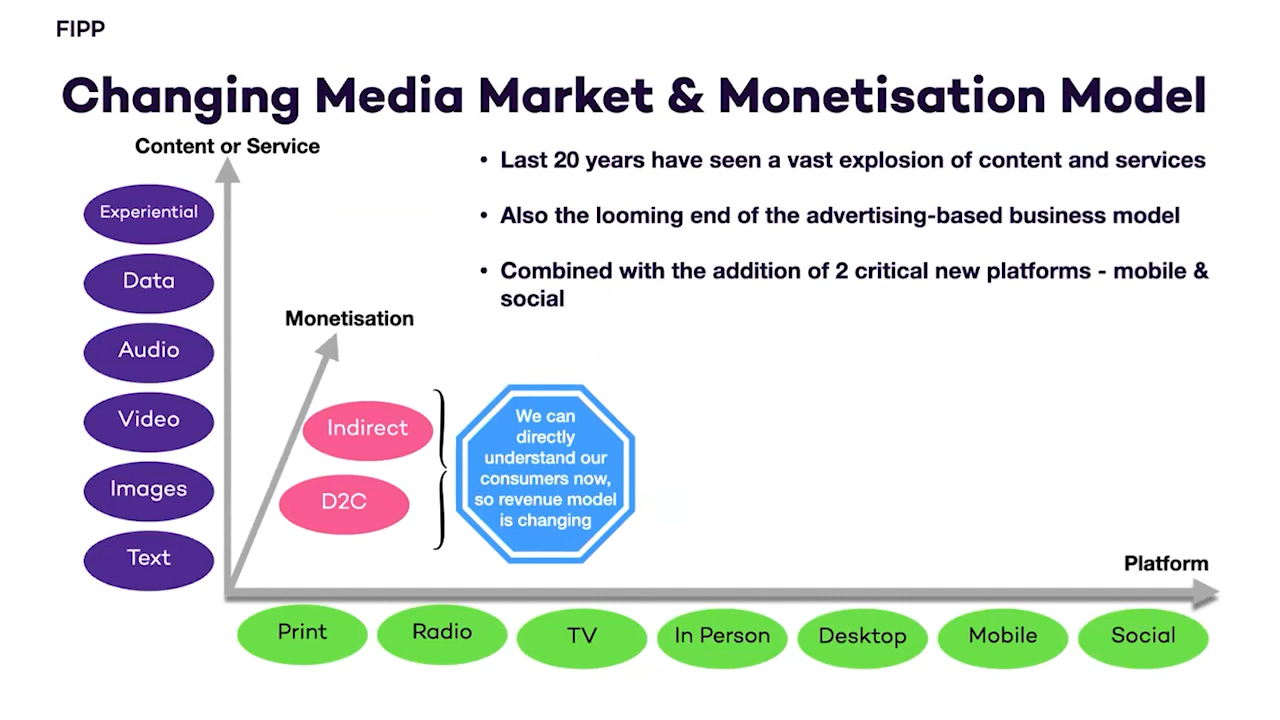 FIPP
Changing Media Market & Monetisation Model
Content or Service
• Last 20 years have seen a vast explosion of content and services
• Also the looming end of the advertising-based business model
• Combined with the addition of 2 critical new platforms - mobile &
social
Experiential
Data
Audio
Video
Images
Text
Monetisation
Indirect
D2C
We can
directly
understand our
consumers now,
so revenue model
is changing
Platform
Print
Radio
TV
In Person
Desktop
Mobile
Social